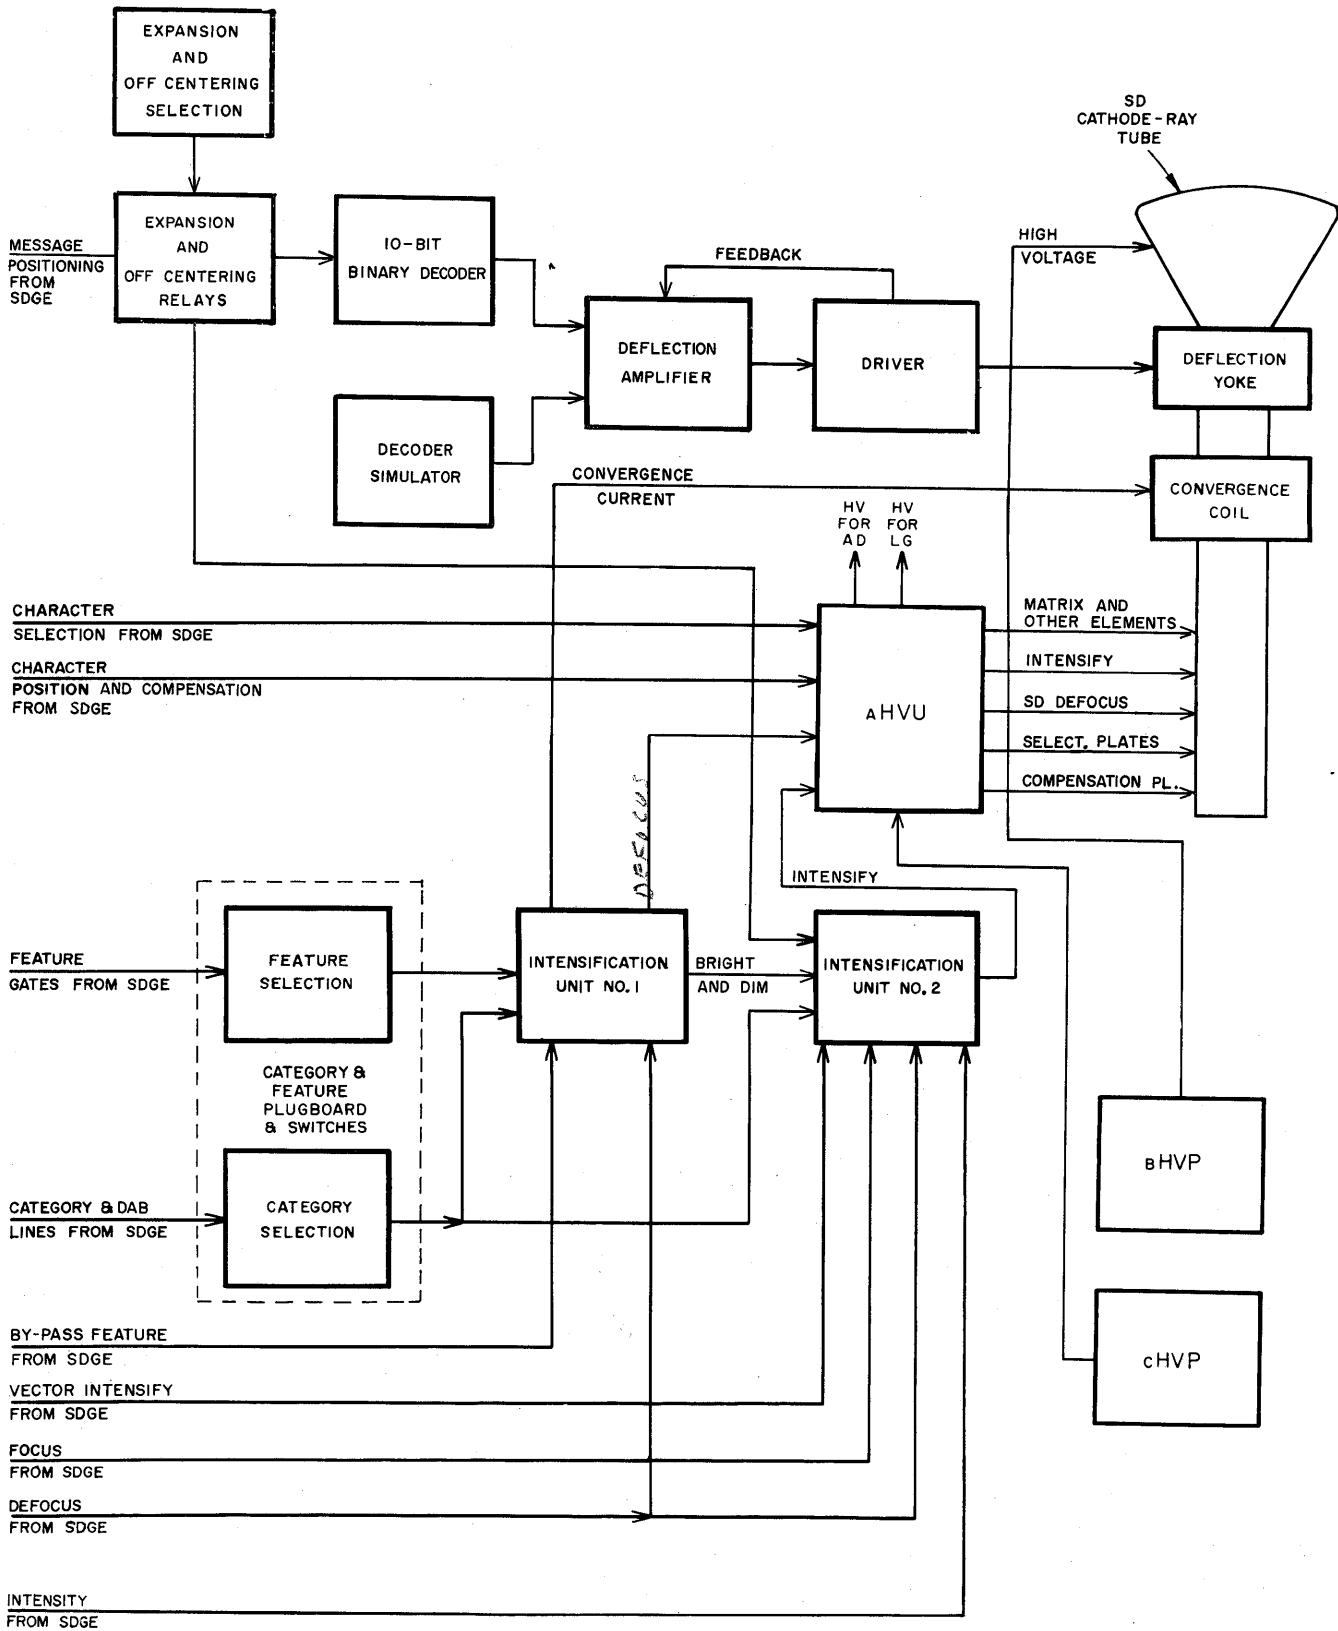 EXPANSION
AND
OFF CENTERING
SELECTION
SD
CATHODE-RAY
TUBE
EXPANSION
AND
OFF CENTERING
RELAYS
MESSAGE
POSITIONING
FROM
SDGE
10-BIT
BINARY DECODER
FEEDBACK
HIGH
VOLTAGE
DEFLECTION
AMPLIFIER
DRIVER
DEFLECTION
YOKE
DECODER
SIMULATOR
CONVERGENCE
CURRENT
CONVERGENCE
COIL
HV
FOR
AD
HV
FOR
LG
CHARACTER
SELECTION FROM SDGE
CHARACTER
POSITION AND COMPENSATION
FROM SDGE
AHVU
MATRIX AND
OTHER ELEMENTS
INTENSIFY
SD DEFOCUS
SELECT. PLATES
COMPENSATION PL.
DEFOCUS
INTENSIFY
FEATURE
GATES FROM SDGE
FEATURE
SELECTION
INTENSIFICATION
UNIT NO. 1
BRIGHT
AND DIM
INTENSIFICATION
UNIT NO. 2
CATEGORY &
FEATURE
PLUGBOARD
& SWITCHES
CATEGORY & DAB
LINES FROM SDGE
CATEGORY
SELECTION
BHVP
CHVP
BY-PASS FEATURE
FROM SDGE
VECTOR INTENSIFY
FROM SDGE
FOCUS
FROM SDGE
DEFOCUS
FROM SDGE
INTENSITY
FROM SDGE